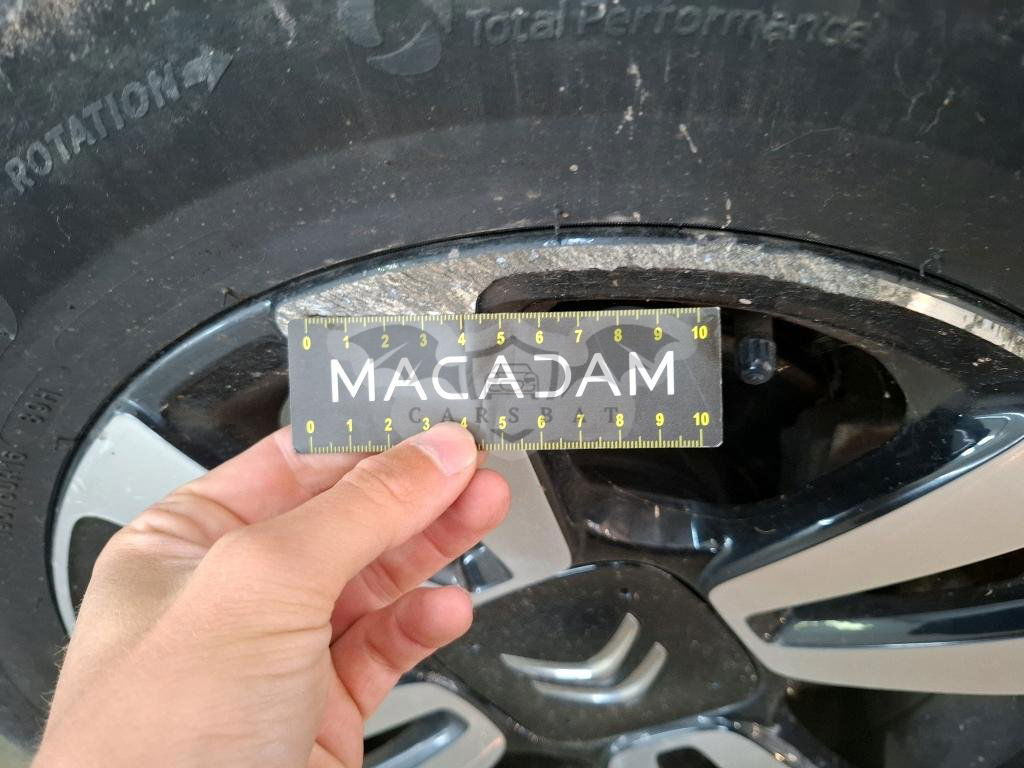 Total Performance
ROTATION
0 1 2 3 4 5 6 7 8 9 10
MACADAM
CARSBAT
0 1 2 3 4 5 6 7 8 9 10